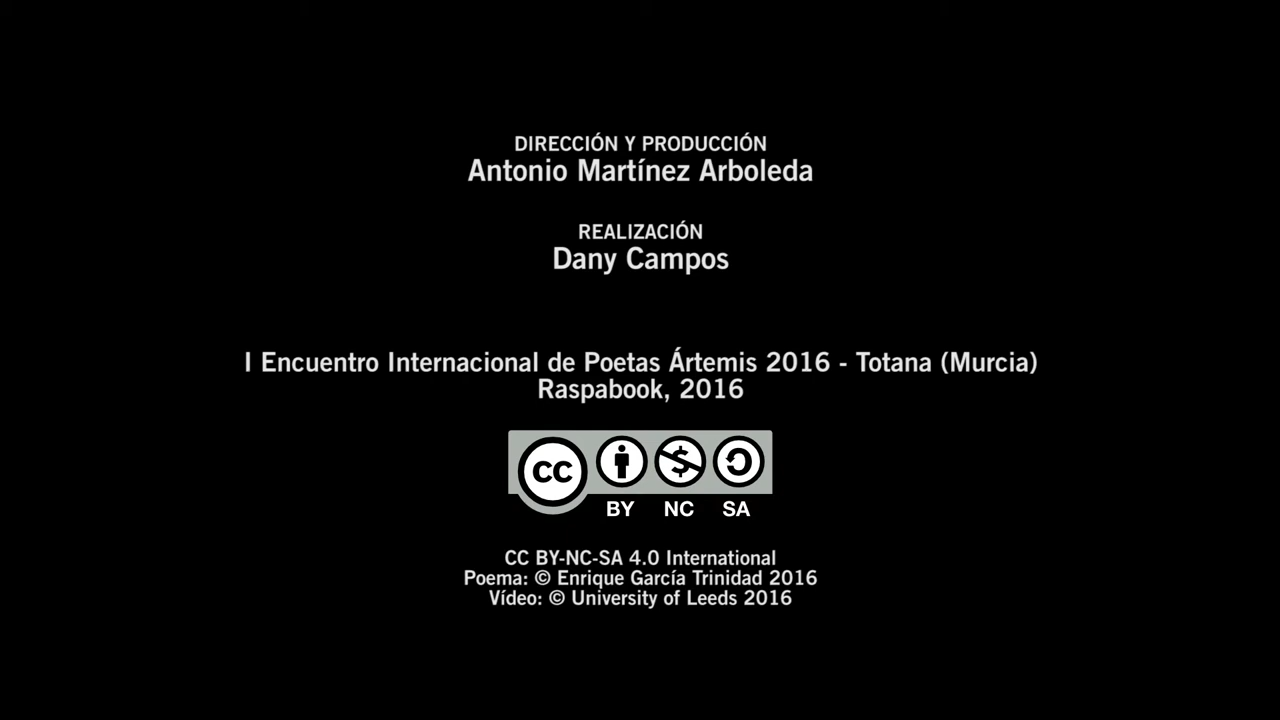 DIRECCIÓN Y PRODUCCIÓN
Antonio Martínez Arboleda
REALIZACIÓN
Dany Campos
I Encuentro Internacional de Poetas Ártemis 2016 - Totana (Murcia)
Raspabook, 2016
CC BY NC SA
CC BY-NC-SA 4.0 International
Poema: © Enrique García Trinidad 2016
Vídeo: © University of Leeds 2016